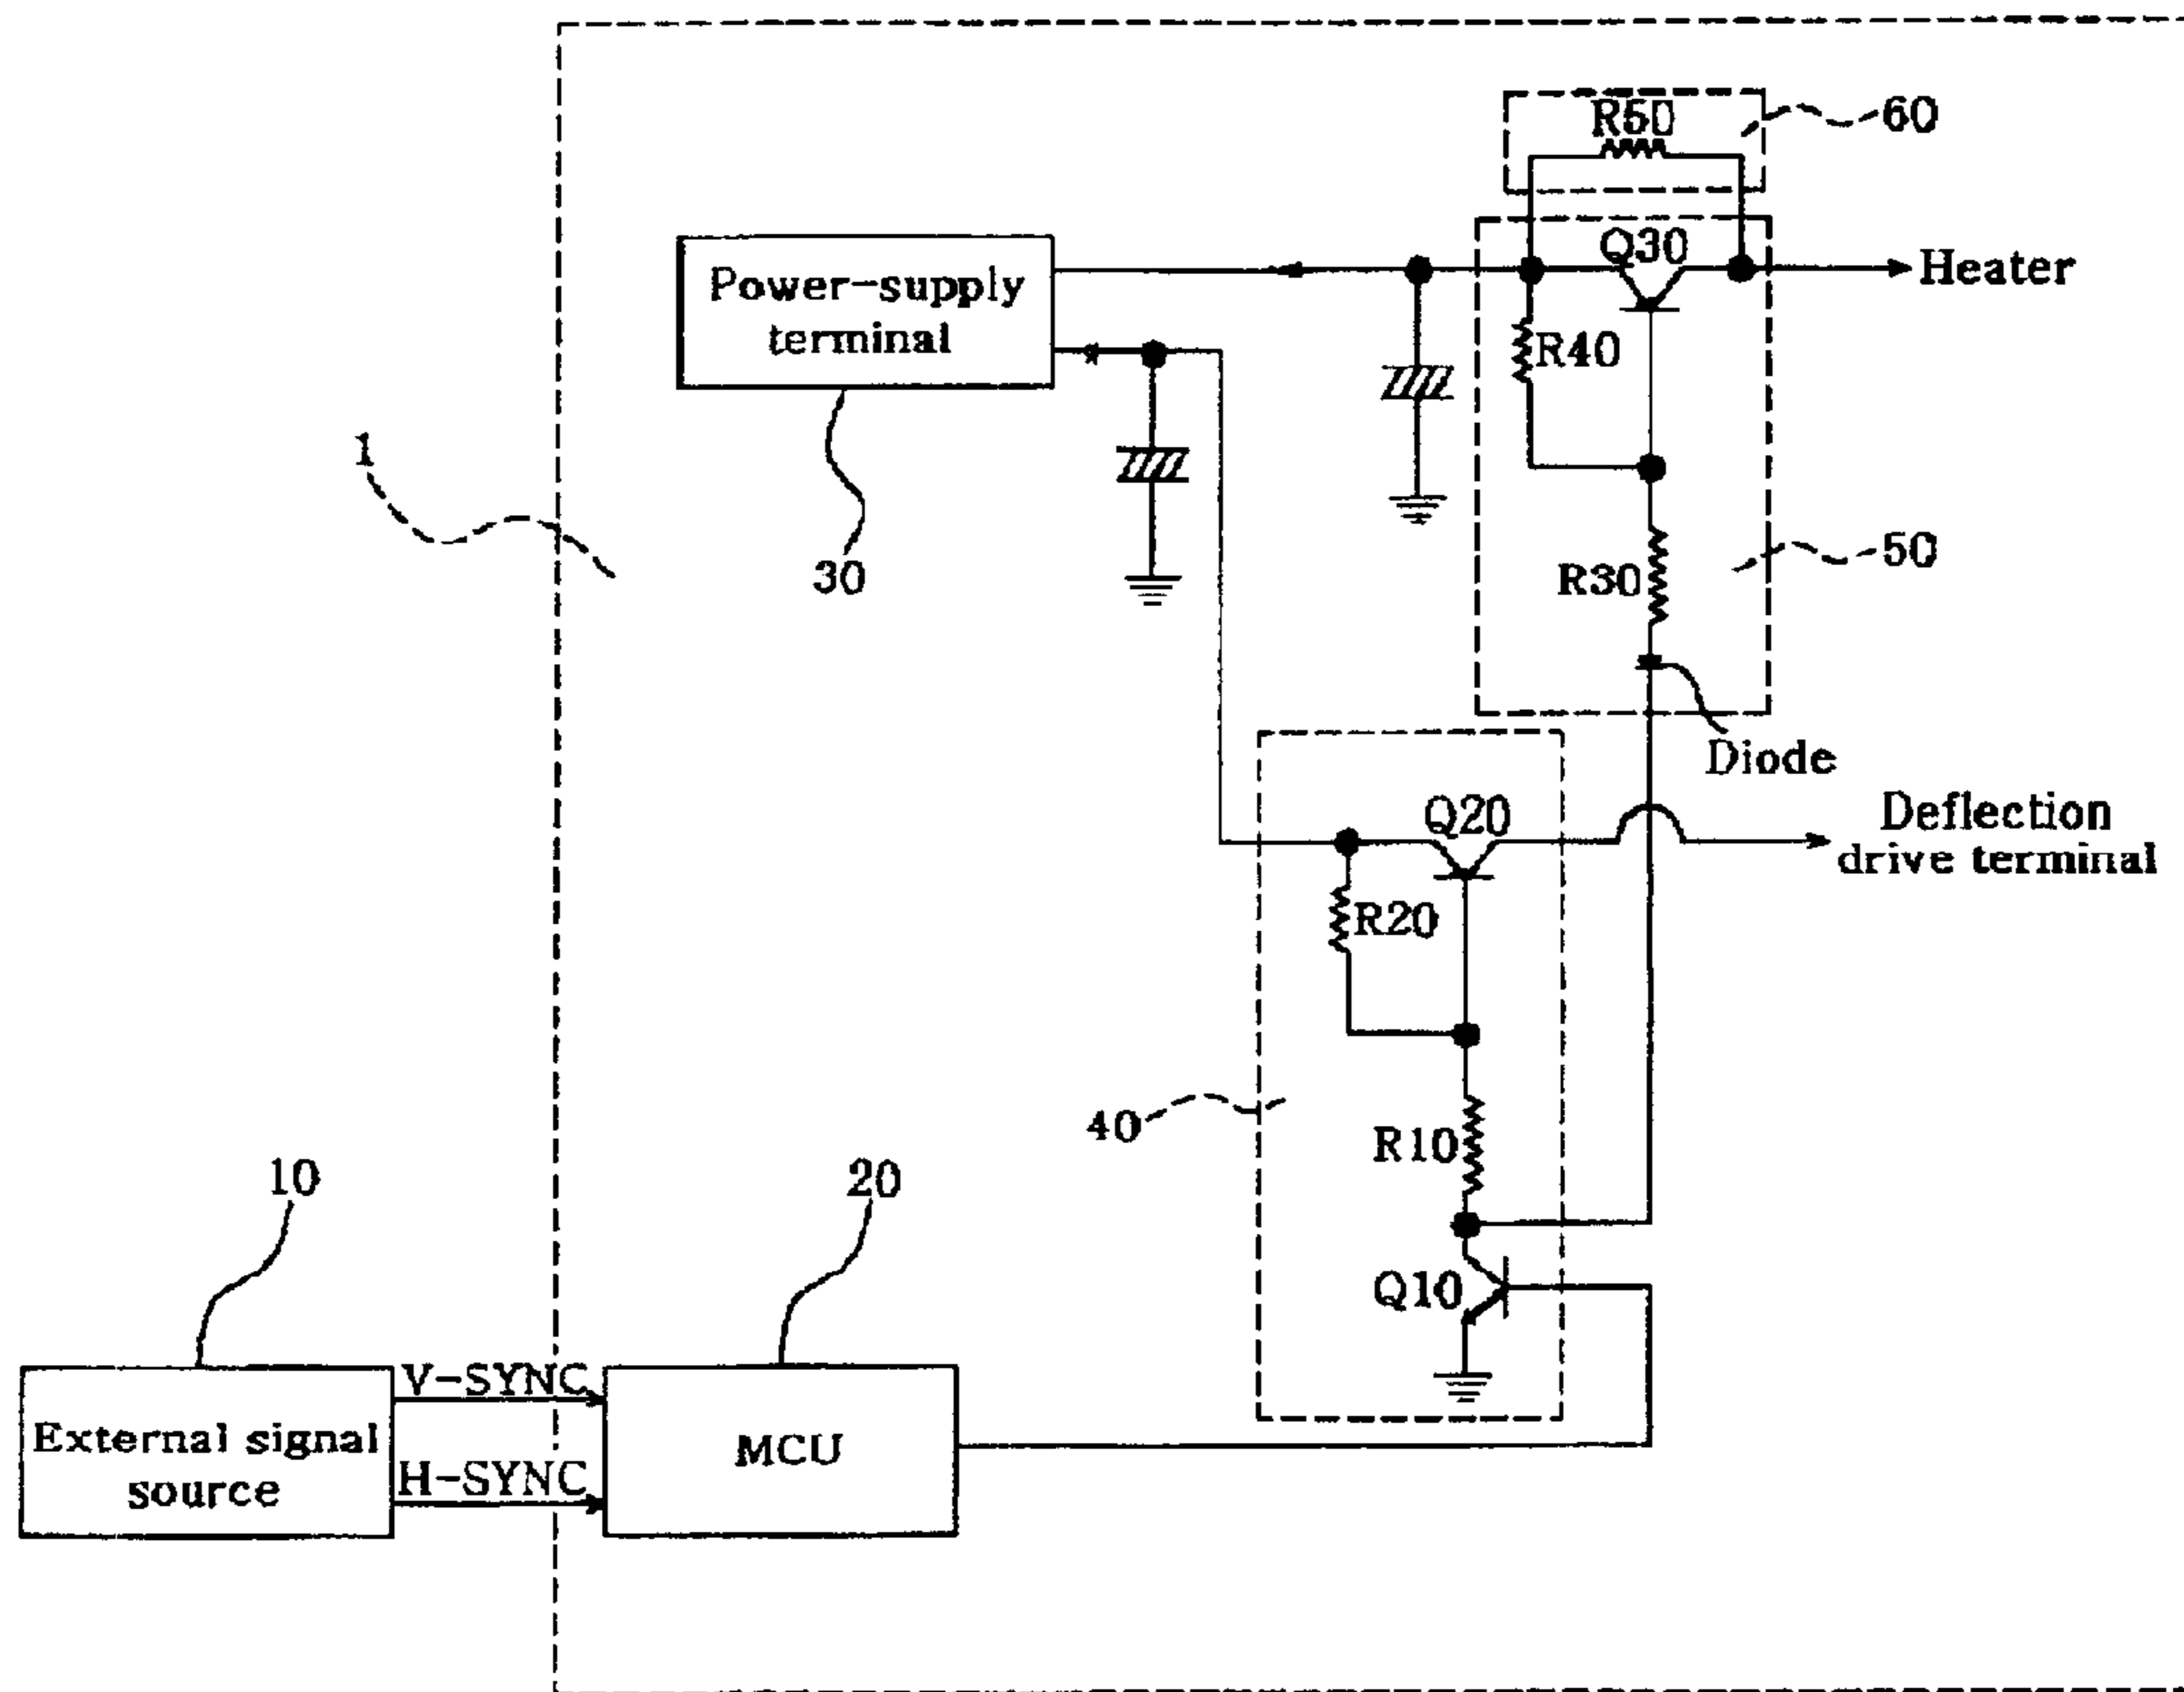 R50
60
Q30
Heater
Power-supply
terminal
R40
1
30
R30
50
Diode
Q20
Deflection
drive terminal
R20
40
R10
10
20
Q10
V-SYNC
External signal
source
MCU
H-SYNC